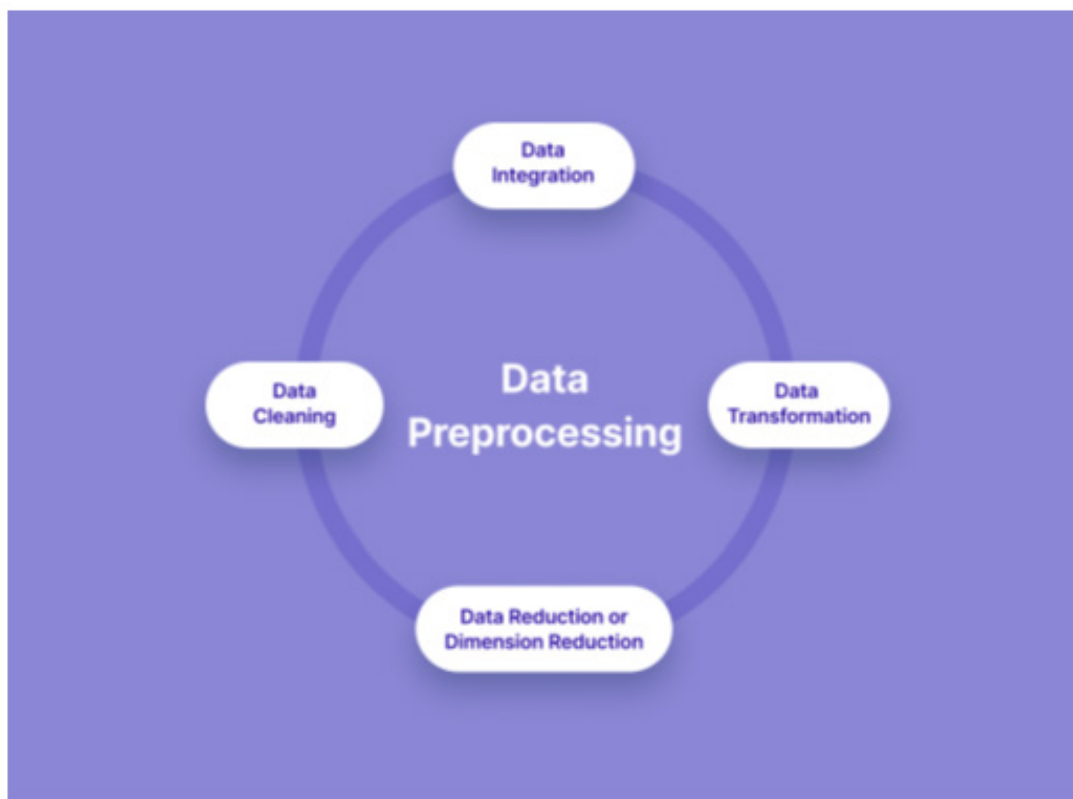 Data
Integration
Data
Cleaning
Data
Preprocessing
Data
Transformation
Data Reduction or
Dimension Reduction